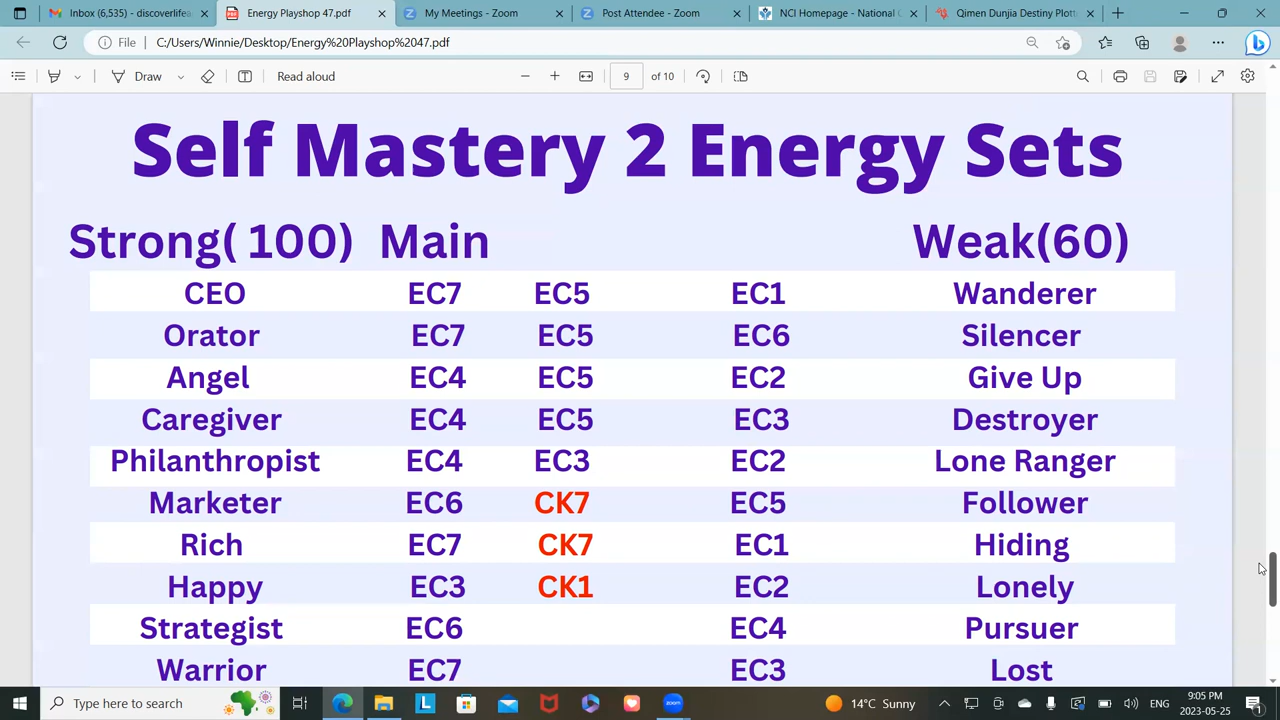 Inbox (6,535) - discoverlifea
Energy Playshop 47.pdf
My Meetings - Zoom
Post Attendee - Zoom
NCI Homepage - National C
Qimen Dunjia Destiny Plott
File C:/Users/Winnie/Desktop/Energy%20Playshop%2047.pdf
Draw Read aloud 9 of 10
Self Mastery 2 Energy Sets
Strong( 100) Main Weak(60)
CEO EC7 EC5 EC1 Wanderer
Orator EC7 EC5 EC6 Silencer
Angel EC4 EC5 EC2 Give Up
Caregiver EC4 EC5 EC3 Destroyer
Philanthropist EC4 EC3 EC2 Lone Ranger
Marketer EC6 CK7 EC5 Follower
Rich EC7 CK7 EC1 Hiding
Happy EC3 CK1 EC2 Lonely
Strategist EC6 EC4 Pursuer
Warrior EC7 EC3 Lost
Type here to search
14°C Sunny
ENG
9:05 PM
2023-05-25